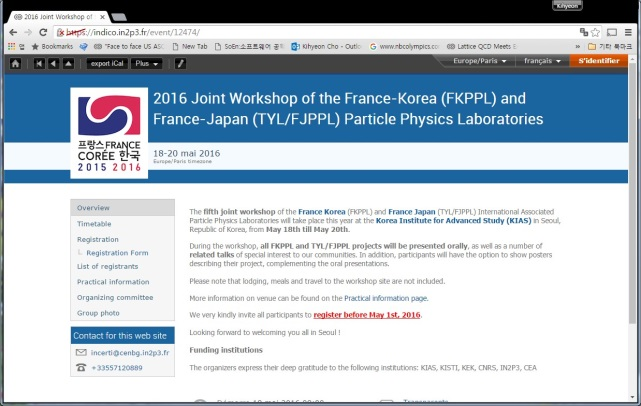 Kihyeon
2016 Joint Workshop of
https://indico.in2p3.fr/event/12474/
앱 Bookmarks "Face to face US ASC New Tab SoEn:소프트웨어 공학 Kihyeon Cho - Outlo www.nbcolympics.co Lattice QCD Meets E 기타 북마크
export iCal Plus Europe/Paris français S'identifier
2016 Joint Workshop of the France-Korea (FKPPL) and
France-Japan (TYL/FJPPL) Particle Physics Laboratories
프랑스 FRANCE
CORÉE 한국
2015 2016
18-20 mai 2016
Europe/Paris timezone
Overview
Timetable
Registration
Registration Form
List of registrants
Practical information
Organizing committee
Group photo
Contact for this web site
incerti@cenbg.in2p3.fr
+33557120889
The fifth joint workshop of the France Korea (FKPPL) and France Japan (TYL/FJPPL) International Associated
Particle Physics Laboratories will take place this year at the Korea Institute for Advanced Study (KIAS) in Seoul,
Republic of Korea, from May 18th till May 20th.
During the workshop, all FKPPL and TYL/FJPPL projects will be presented orally, as well as a number of
related talks of special interest to our communities. In addition, participants will have the option to show posters
describing their project, complementing the oral presentations.
Please note that lodging, meals and travel to the workshop site are not included.
More information on venue can be found on the Practical information page.
We very kindly invite all participants to register before May 1st, 2016.
Looking forward to welcoming you all in Seoul !
Funding institutions
The organizers express their deep gratitude to the following institutions: KIAS, KISTI, KEK, CNRS, IN2P3, CEA